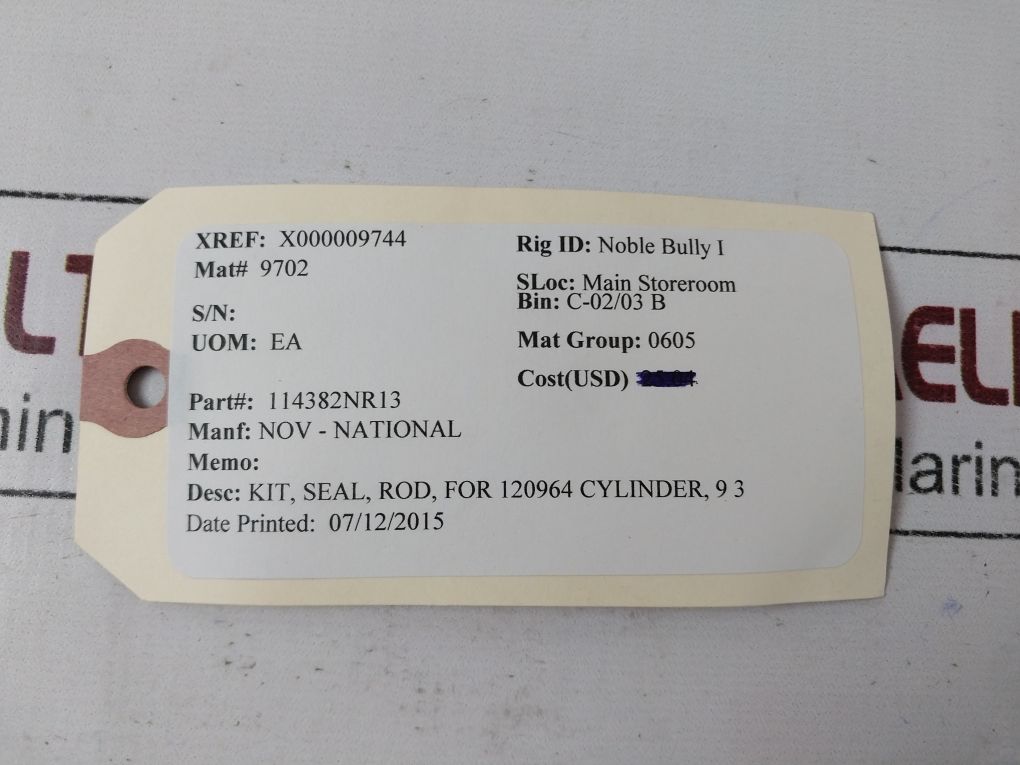 XREF: X000009744
Mat# 9702
S/N:
UOM: EA
Part#: 114382NR13
Manf: NOV - NATIONAL
Memo:
Desc: KIT, SEAL, ROD, FOR 120964 CYLINDER, 9 3
Date Printed: 07/12/2015
Rig ID: Noble Bully I
SLoc: Main Storeroom
Bin: C-02/03 B
Mat Group: 0605
Cost(USD)